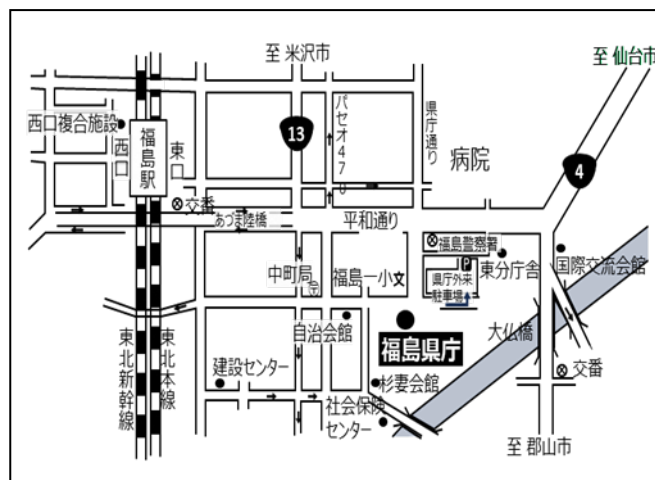 至 米沢市
至 仙台市
13
パセオ470
県庁通り
西口複合施設
西口
福島駅
東口
病院
4
交番
あづま陸橋
平和通り
福島警察署
中町局
福島一小
文
P
県庁外来
駐車場
東分庁舎
国際交流会館
自治会館
福島県庁
大仏橋
東北新幹線
東北本線
建設センター
杉妻会館
交番
社会保険
センター
至 郡山市